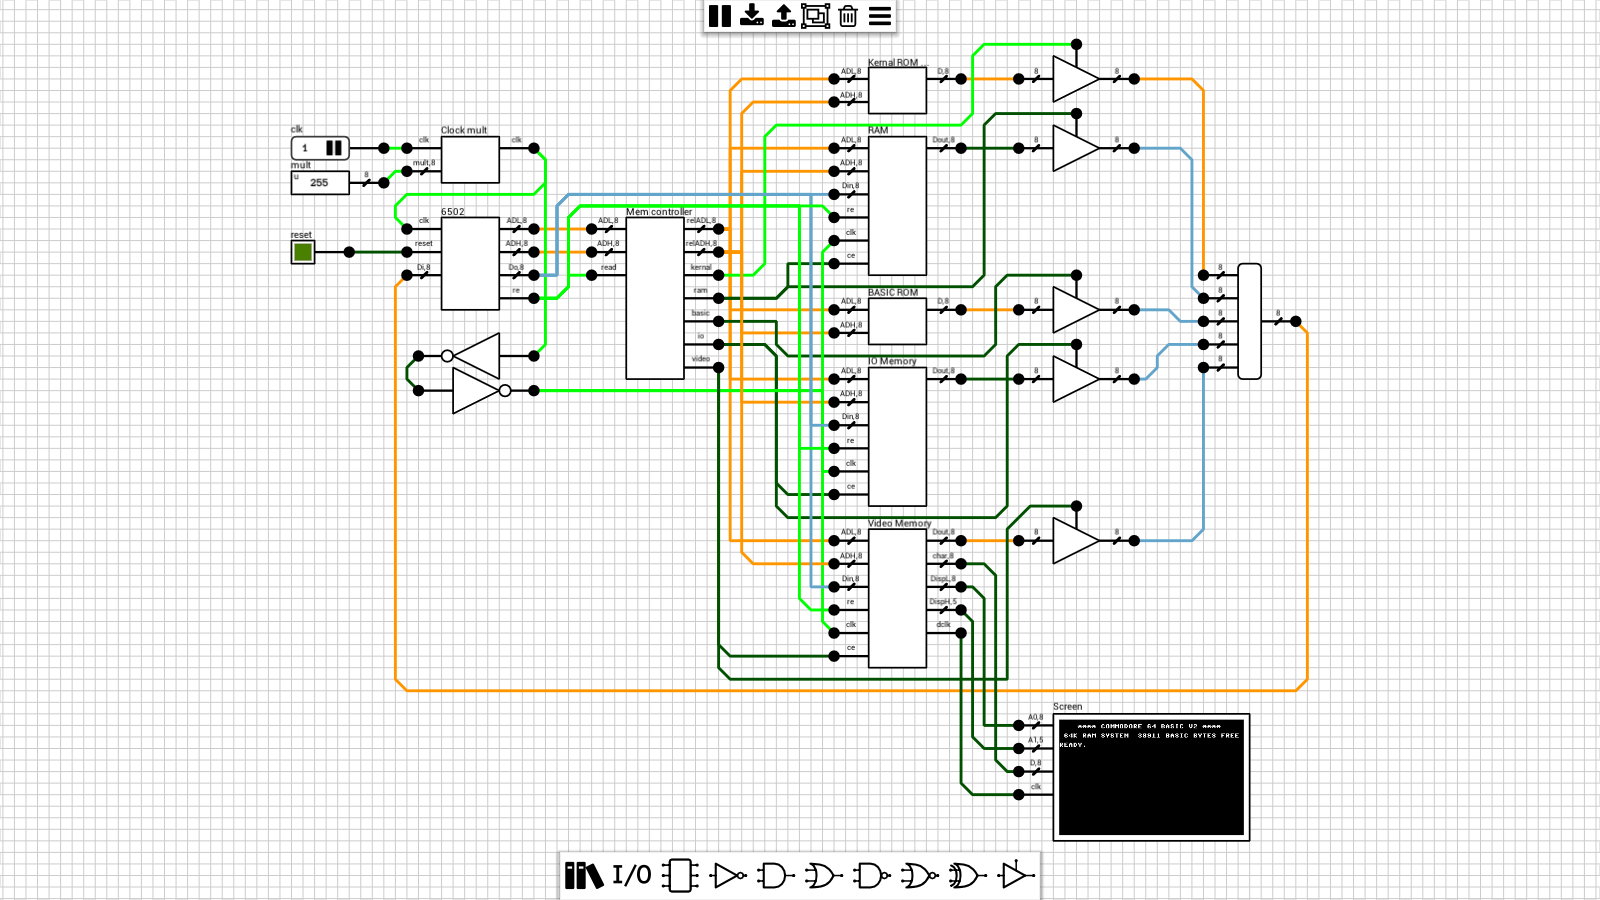 clk
1
mult
u
255
8
Clock mult
clk
clk
mult,8
reset
6502
clk
reset
Di,8
ADL,8
ADH,8
Do,8
re
Mem controller
ADL,8
ADH,8
read
relADL,8
relADH,8
kernal
ram
basic
io
video
Kernal ROM ...
ADL,8
ADH,8
D,8
8
8
RAM
ADL,8
ADH,8
Din,8
re
clk
ce
Dout,8
8
8
BASIC ROM
ADL,8
ADH,8
D,8
8
8
IO Memory
ADL,8
ADH,8
Din,8
re
clk
ce
Dout,8
8
8
Video Memory
ADL,8
ADH,8
Din,8
re
clk
ce
Dout,8
char,8
DispL,8
DispH,5
dclk
8
8
8
8
8
8
8
8
Screen
A0,8
A1,5
D,8
clk
**** COMMODORE 64 BASIC V2 ****
64K RAM SYSTEM 38911 BASIC BYTES FREE
READY.
I/O